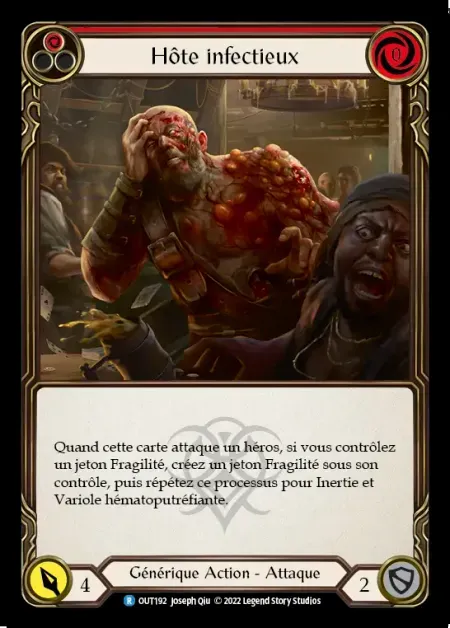 Hôte infectieux
0
Quand cette carte attaque un héros, si vous contrôlez
un jeton Fragilité, créez un jeton Fragilité sous son
contrôle, puis répétez ce processus pour Inertie et
Variole hématoputréfiante.
4
Générique Action - Attaque
2
R OUT192 Joseph Qiu © 2022 Legend Story Studios